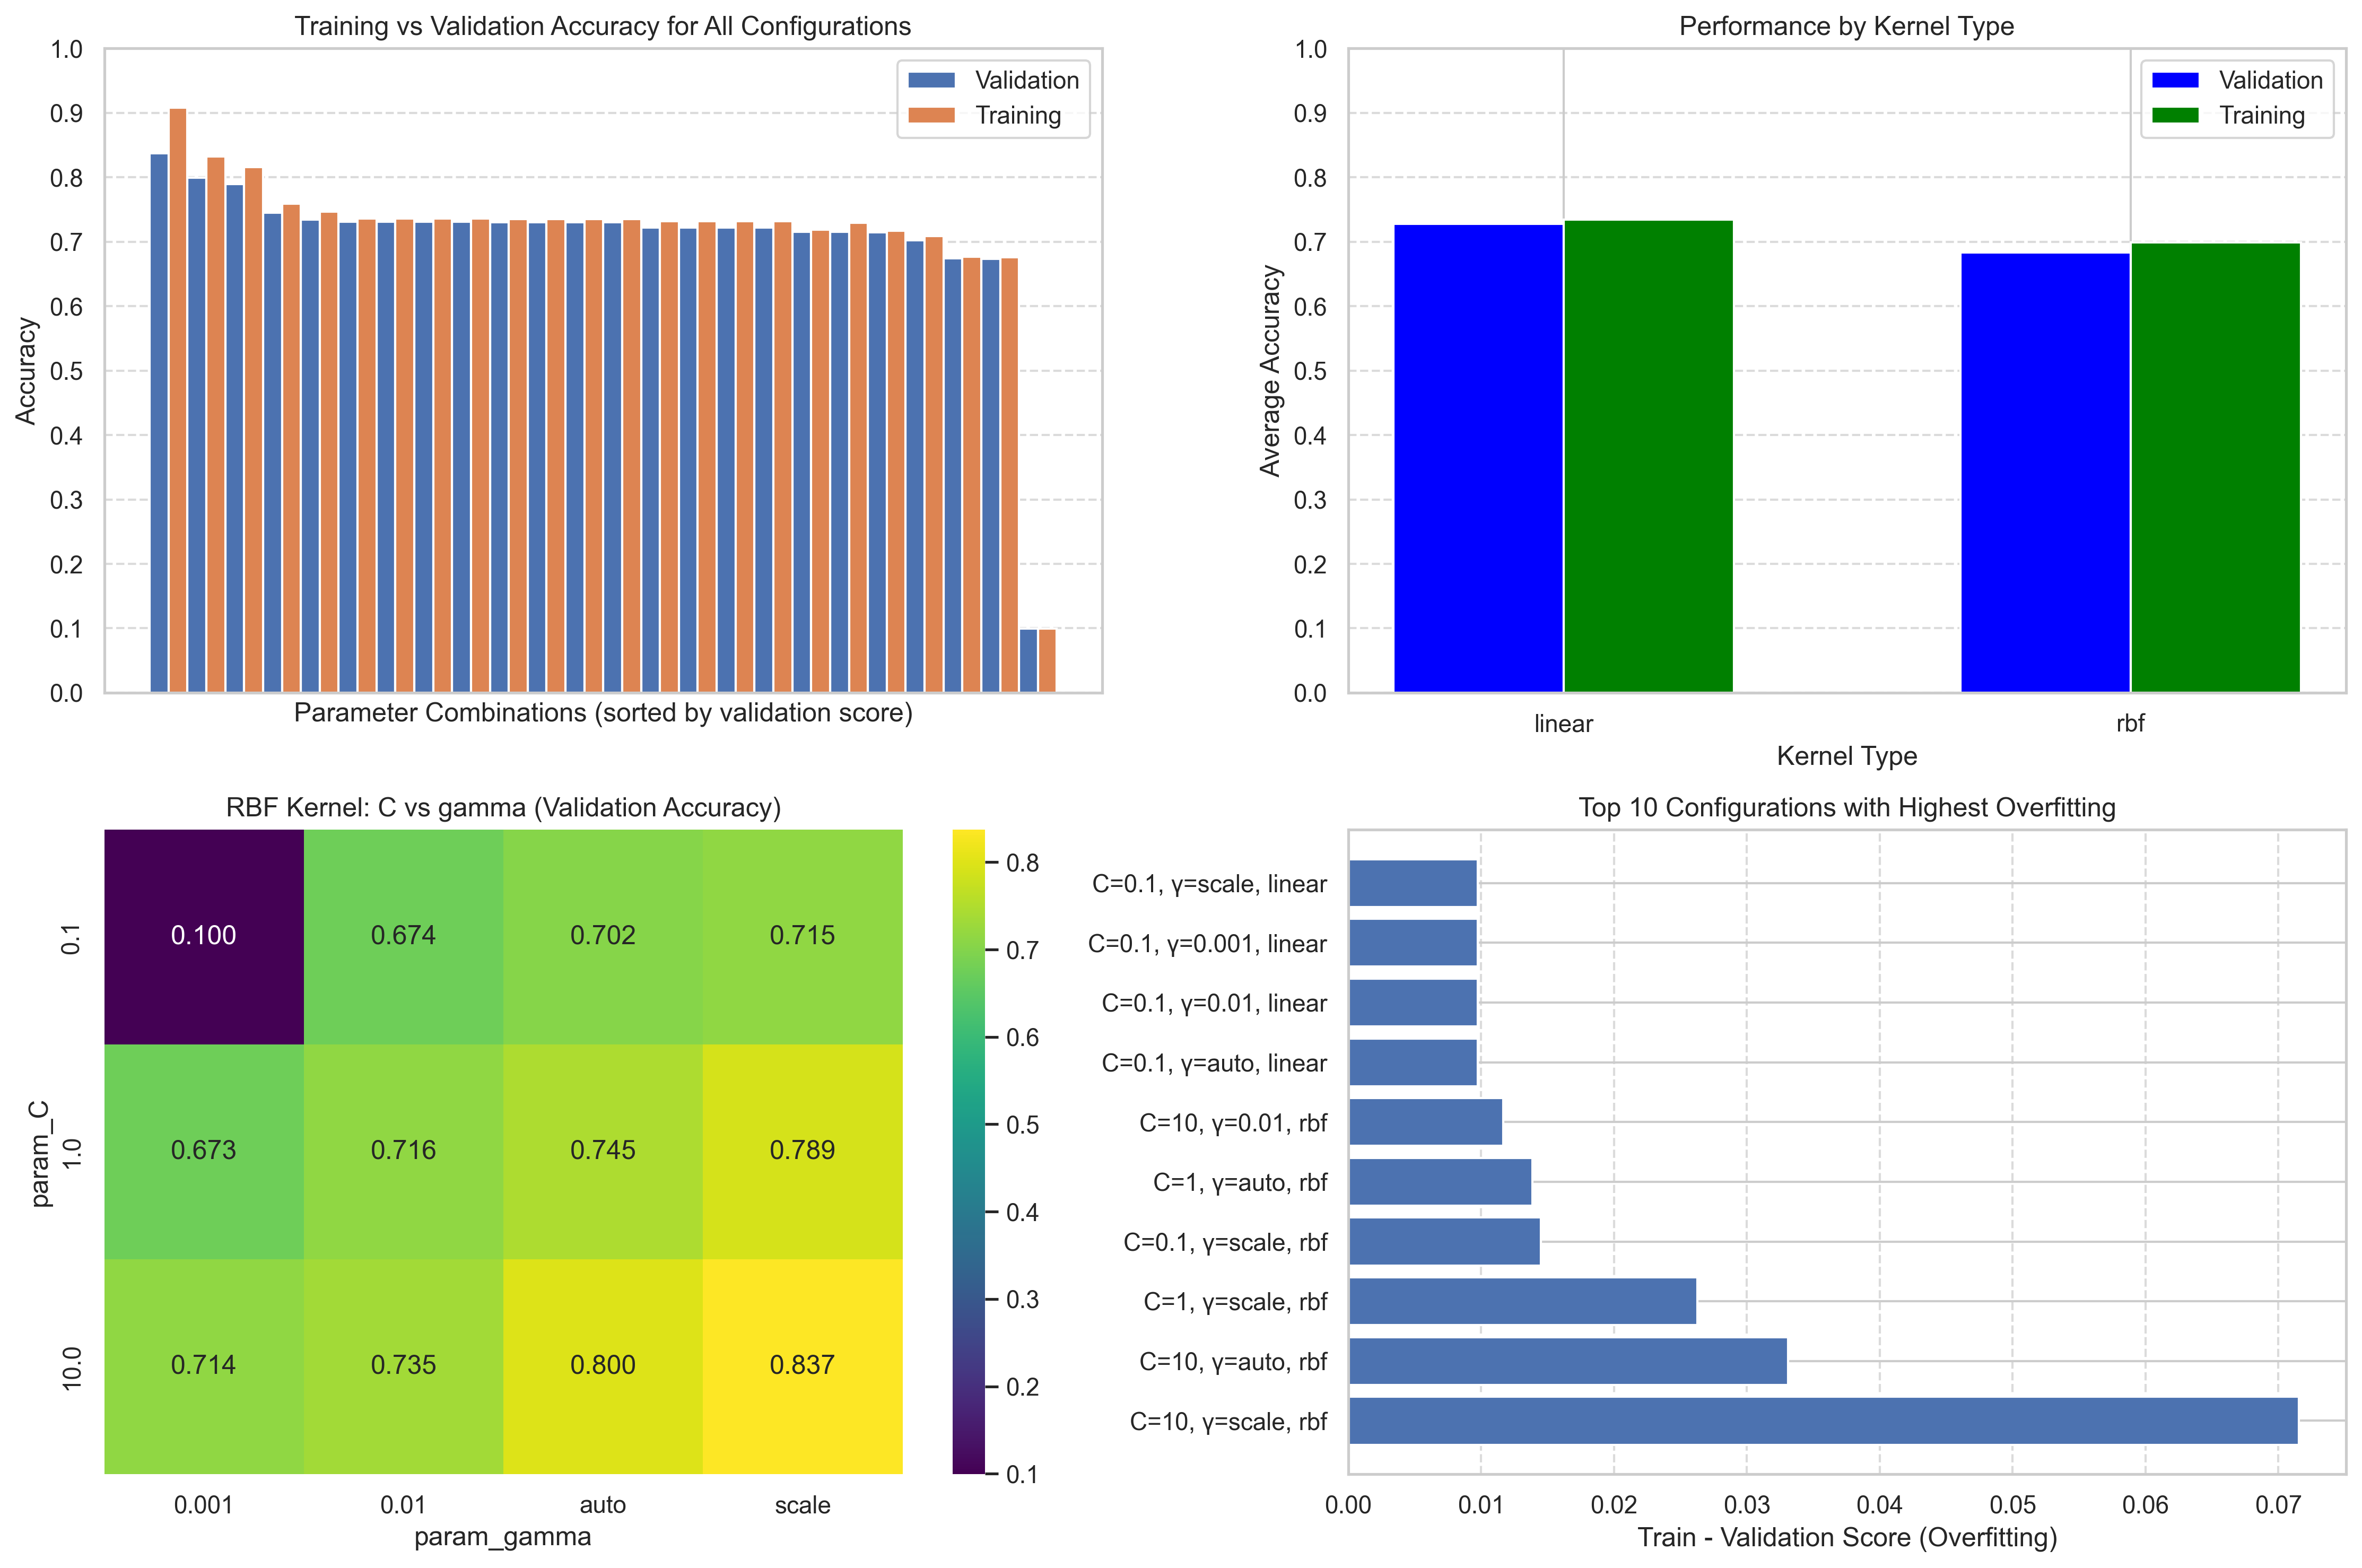 Training vs Validation Accuracy for All Configurations
1.0
0.9
0.8
0.7
0.6
0.5
0.4
0.3
0.2
0.1
0.0
Accuracy
Validation
Training
Parameter Combinations (sorted by validation score)
Performance by Kernel Type
1.0
0.9
0.8
0.7
0.6
0.5
0.4
0.3
0.2
0.1
0.0
Average Accuracy
Validation
Training
linear
rbf
Kernel Type
RBF Kernel: C vs gamma (Validation Accuracy)
param_C
0.1
1.0
10.0
0.100 0.674 0.702 0.715
0.673 0.716 0.745 0.789
0.714 0.735 0.800 0.837
0.001 0.01 auto scale
param_gamma
0.8
0.7
0.6
0.5
0.4
0.3
0.2
0.1
Top 10 Configurations with Highest Overfitting
C=0.1, γ=scale, linear
C=0.1, γ=0.001, linear
C=0.1, γ=0.01, linear
C=0.1, γ=auto, linear
C=10, γ=0.01, rbf
C=1, γ=auto, rbf
C=0.1, γ=scale, rbf
C=1, γ=scale, rbf
C=10, γ=auto, rbf
C=10, γ=scale, rbf
0.00 0.01 0.02 0.03 0.04 0.05 0.06 0.07
Train - Validation Score (Overfitting)